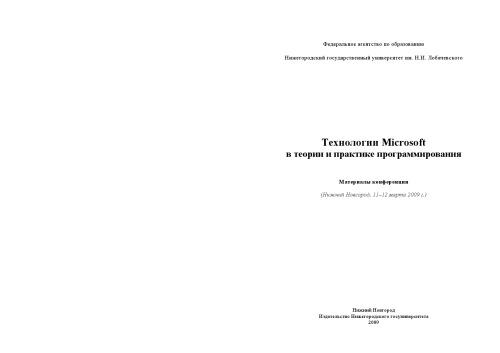 Федеральное агентство по образованию
Нижегородский государственный университет им. Н.И. Лобачевского
Технологии Microsoft
в теории и практике программирования
Материалы конференции
(Нижний Новгород, 11–12 марта 2009 г.)
Нижний Новгород
Издательство Нижегородского госуниверситета
2009